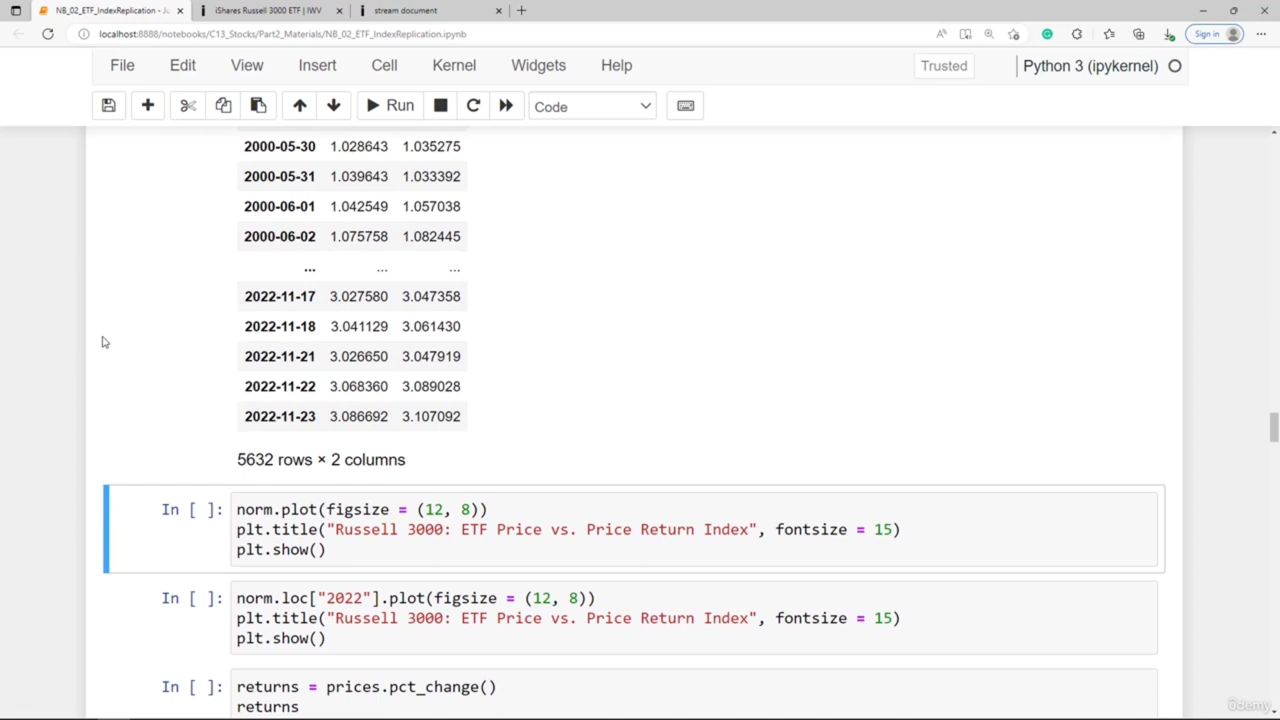 NB_02_ETF_IndexReplication - Ju
iShares Russell 3000 ETF | IWV
stream document
localhost:8888/notebooks/C13_Stocks/Part2_Materials/NB_02_ETF_IndexReplication.ipynb
Sign in
File Edit View Insert Cell Kernel Widgets Help
Trusted
Python 3 (ipykernel)
Run
Code
2000-05-30 1.028643 1.035275
2000-05-31 1.039643 1.033392
2000-06-01 1.042549 1.057038
2000-06-02 1.075758 1.082445
... ... ...
2022-11-17 3.027580 3.047358
2022-11-18 3.041129 3.061430
2022-11-21 3.026650 3.047919
2022-11-22 3.068360 3.089028
2022-11-23 3.086692 3.107092
5632 rows × 2 columns
In [ ]: norm.plot(figsize = (12, 8))
plt.title("Russell 3000: ETF Price vs. Price Return Index", fontsize = 15)
plt.show()
In [ ]: norm.loc["2022"].plot(figsize = (12, 8))
plt.title("Russell 3000: ETF Price vs. Price Return Index", fontsize = 15)
plt.show()
In [ ]: returns = prices.pct_change()
returns
ûdemy